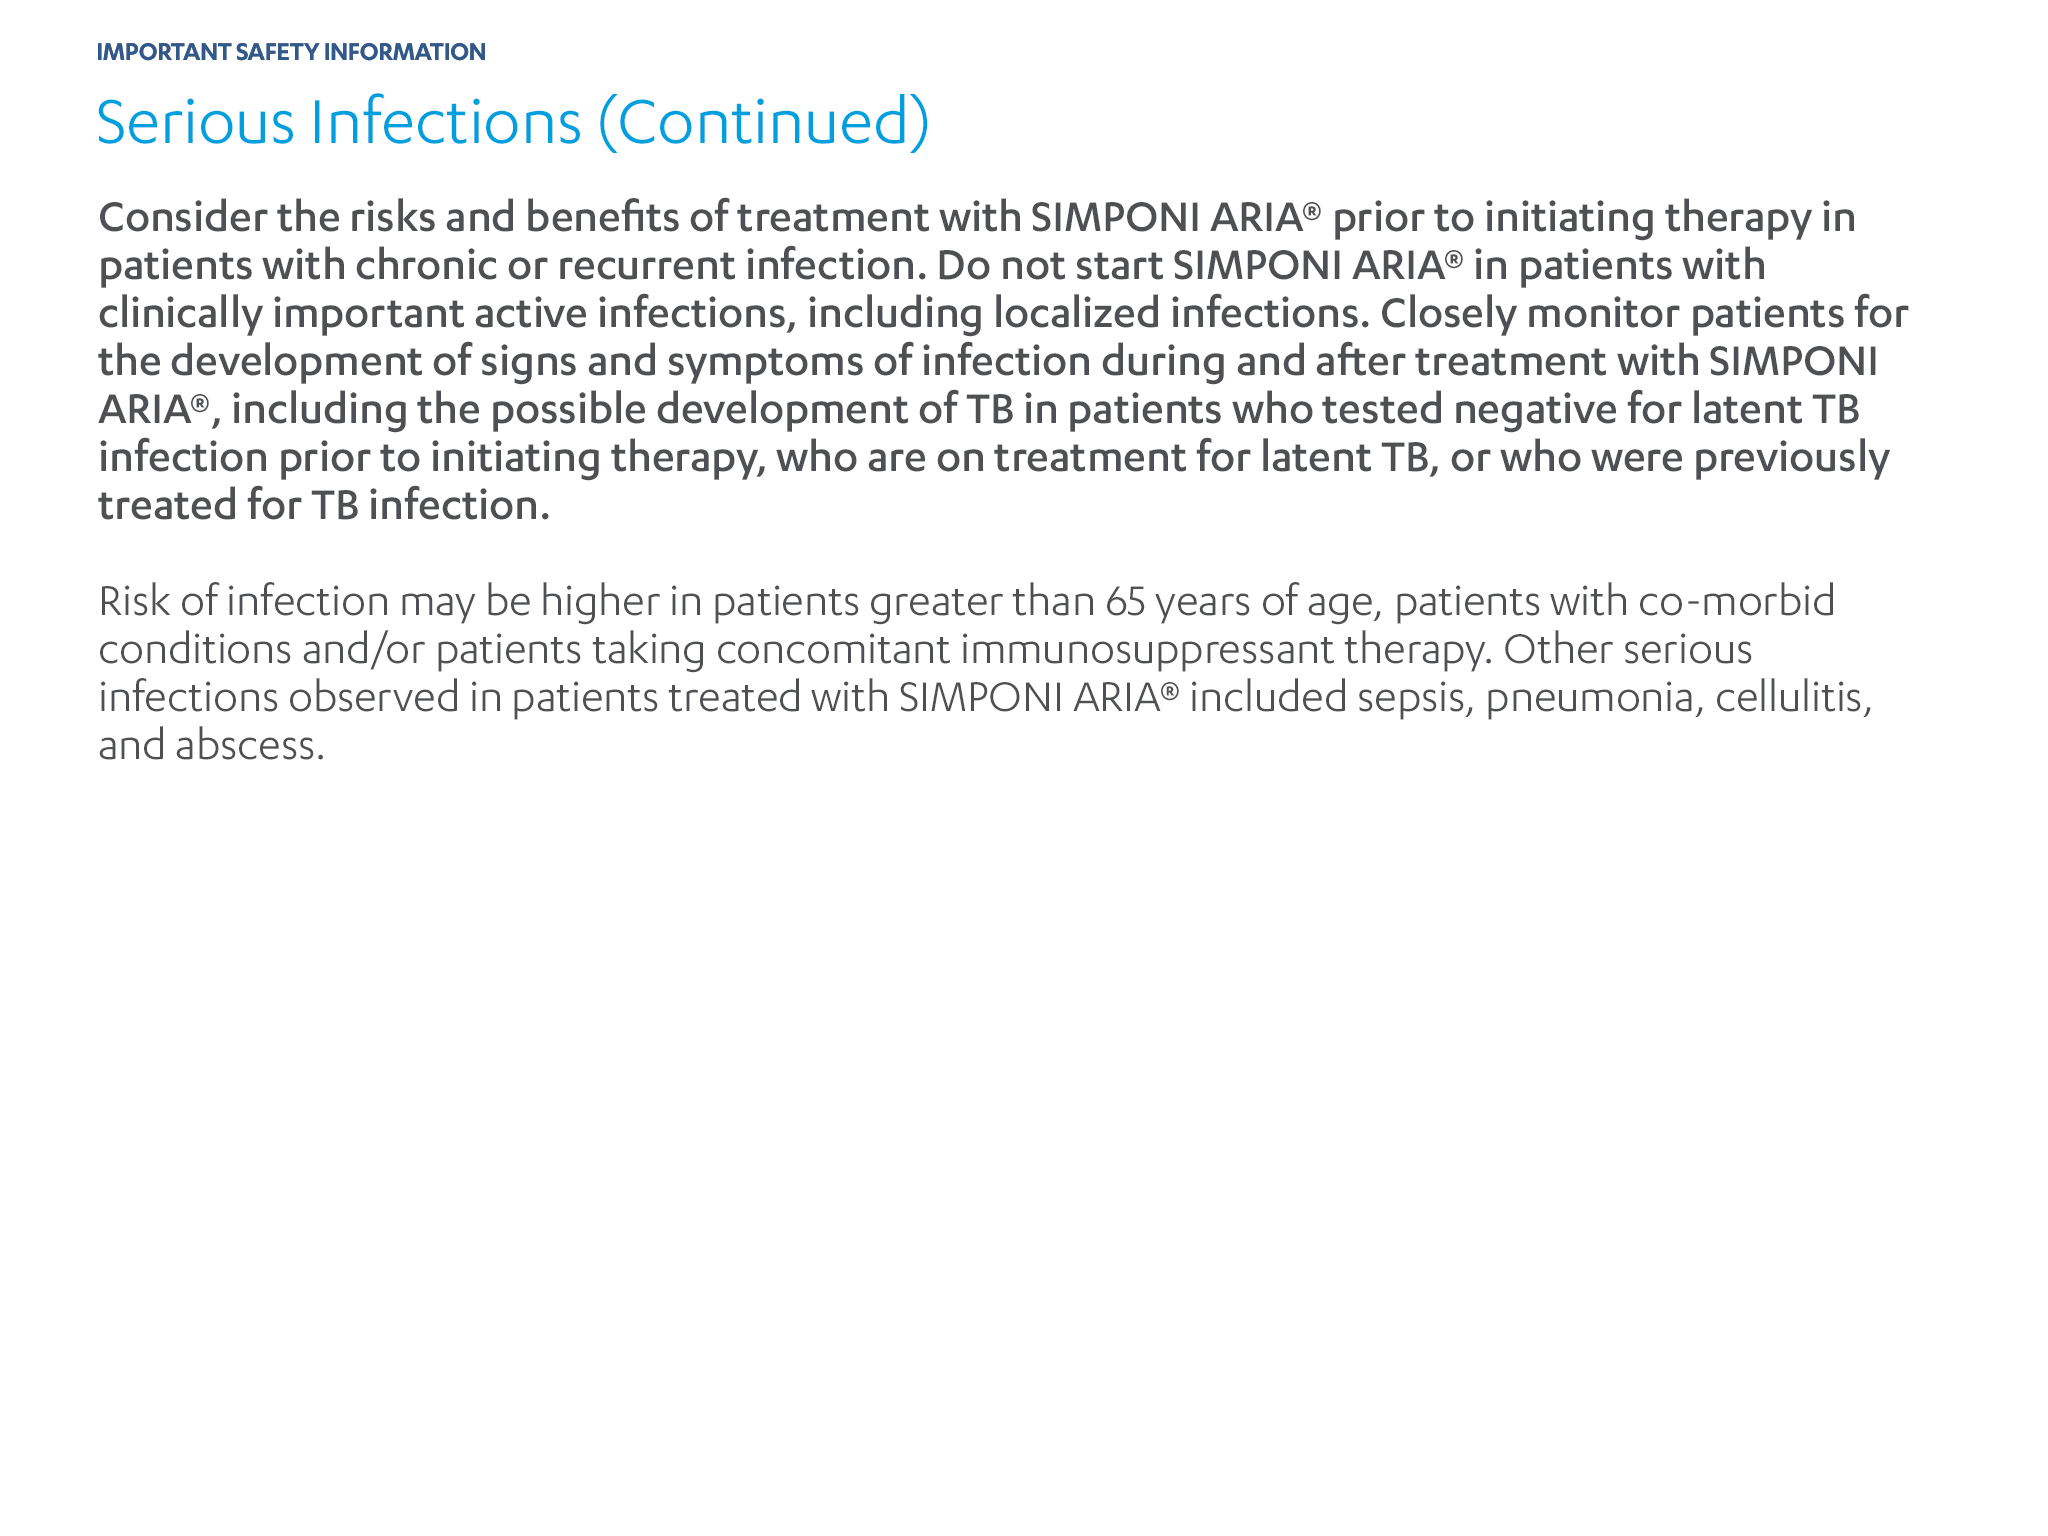 IMPORTANT SAFETY INFORMATION
Serious Infections (Continued)
Consider the risks and benefits of treatment with SIMPONI ARIA® prior to initiating therapy in
patients with chronic or recurrent infection. Do not start SIMPONI ARIA® in patients with
clinically important active infections, including localized infections. Closely monitor patients for
the development of signs and symptoms of infection during and after treatment with SIMPONI
ARIA®, including the possible development of TB in patients who tested negative for latent TB
infection prior to initiating therapy, who are on treatment for latent TB, or who were previously
treated for TB infection.
Risk of infection may be higher in patients greater than 65 years of age, patients with co-morbid
conditions and/or patients taking concomitant immunosuppressant therapy. Other serious
infections observed in patients treated with SIMPONI ARIA® included sepsis, pneumonia, cellulitis,
and abscess.